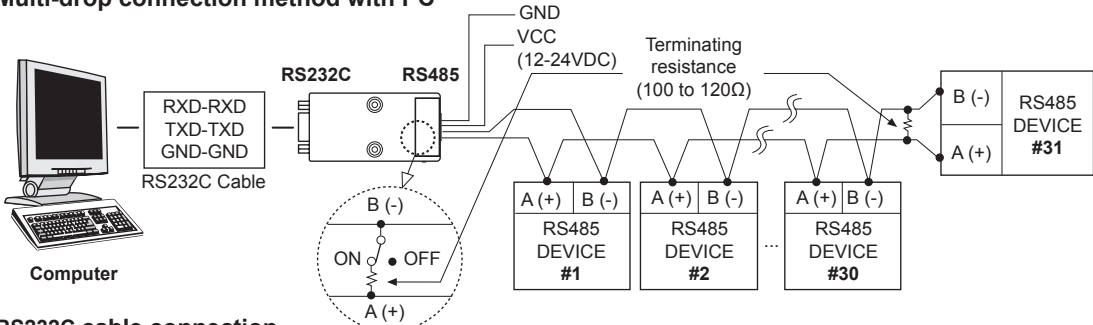 Multi-drop connection method with PC
GND
VCC
(12-24VDC)
Terminating
resistance
(100 to 120Ω)
RS232C
RS485
RXD-RXD
TXD-TXD
GND-GND
RS232C Cable
Computer
B (-)
ON
OFF
A (+)
A (+)
B (-)
RS485
DEVICE
#1
A (+)
B (-)
RS485
DEVICE
#2
...
A (+)
B (-)
RS485
DEVICE
#30
B (-)
A (+)
RS485
DEVICE
#31
RS232C cable connection